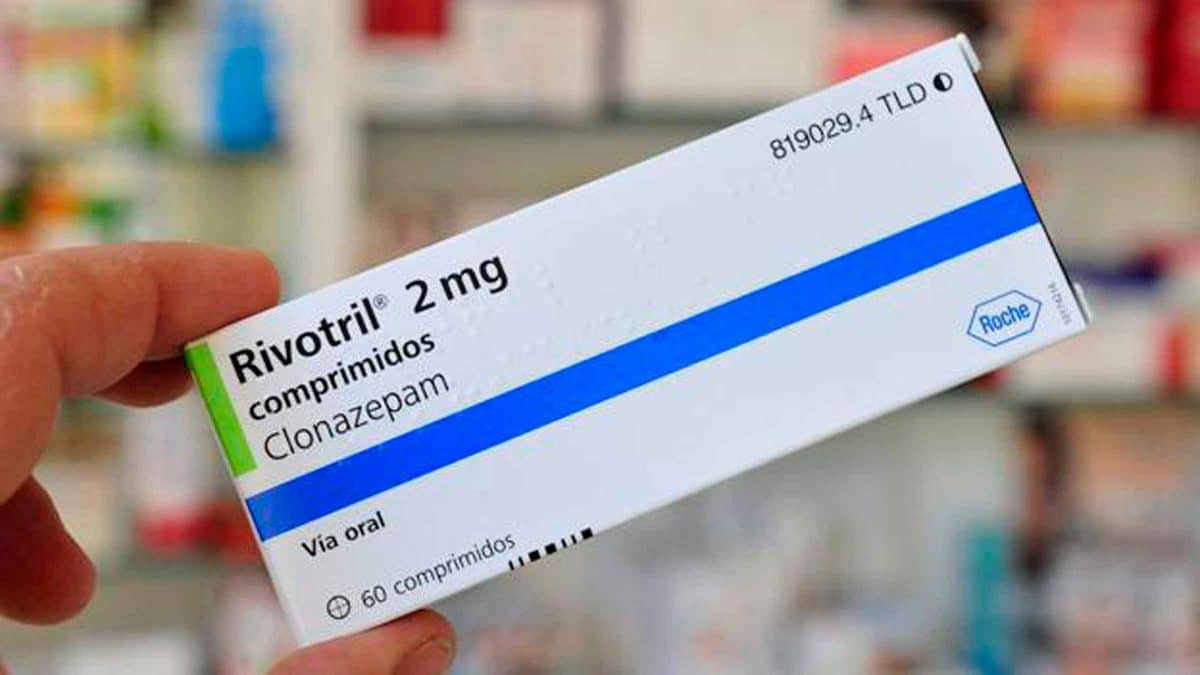 819029.4 TLD
Rivotril® 2 mg
comprimidos
Clonazepam
Roche
Vía oral
60 comprimidos